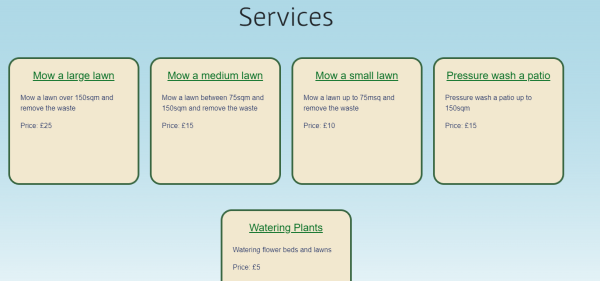 Services
Mow a large lawn
Mow a lawn over 150sqm and
remove the waste
Price: £25
Mow a medium lawn
Mow a lawn between 75sqm and
150sqm and remove the waste
Price: £15
Mow a small lawn
Mow a lawn up to 75msq and
remove the waste
Price: £10
Pressure wash a patio
Pressure wash a patio up to
150sqm
Price: £15
Watering Plants
Watering flower beds and lawns
Price: £5